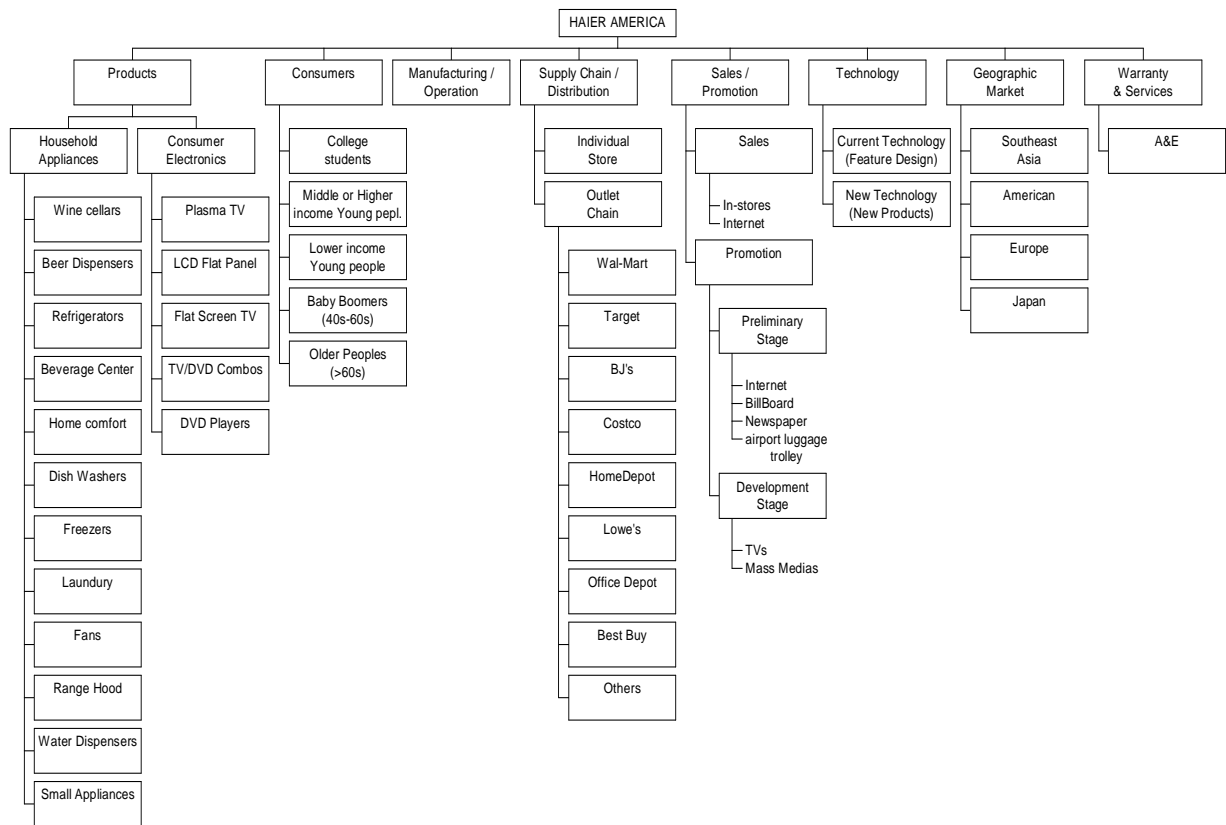 HAIER AMERICA
Products
Household
Appliances
Wine cellars
Beer Dispensers
Refrigerators
Beverage Center
Home comfort
Dish Washers
Freezers
Laundury
Fans
Range Hood
Water Dispensers
Small Appliances
Consumer
Electronics
Plasma TV
LCD Flat Panel
Flat Screen TV
TV/DVD Combos
DVD Players
Consumers
College
students
Middle or Higher
income Young pepl.
Lower income
Young people
Baby Boomers
(40s-60s)
Older Peoples
(>60s)
Manufacturing /
Operation
Supply Chain /
Distribution
Individual
Store
Outlet
Chain
Wal-Mart
Target
BJ's
Costco
HomeDepot
Lowe's
Office Depot
Best Buy
Others
Sales /
Promotion
Sales
In-stores
Internet
Promotion
Preliminary
Stage
Internet
BillBoard
Newspaper
airport luggage
trolley
Development
Stage
TVs
Mass Medias
Technology
Current Technology
(Feature Design)
New Technology
(New Products)
Geographic
Market
Southeast
Asia
American
Europe
Japan
Warranty
& Services
A&E